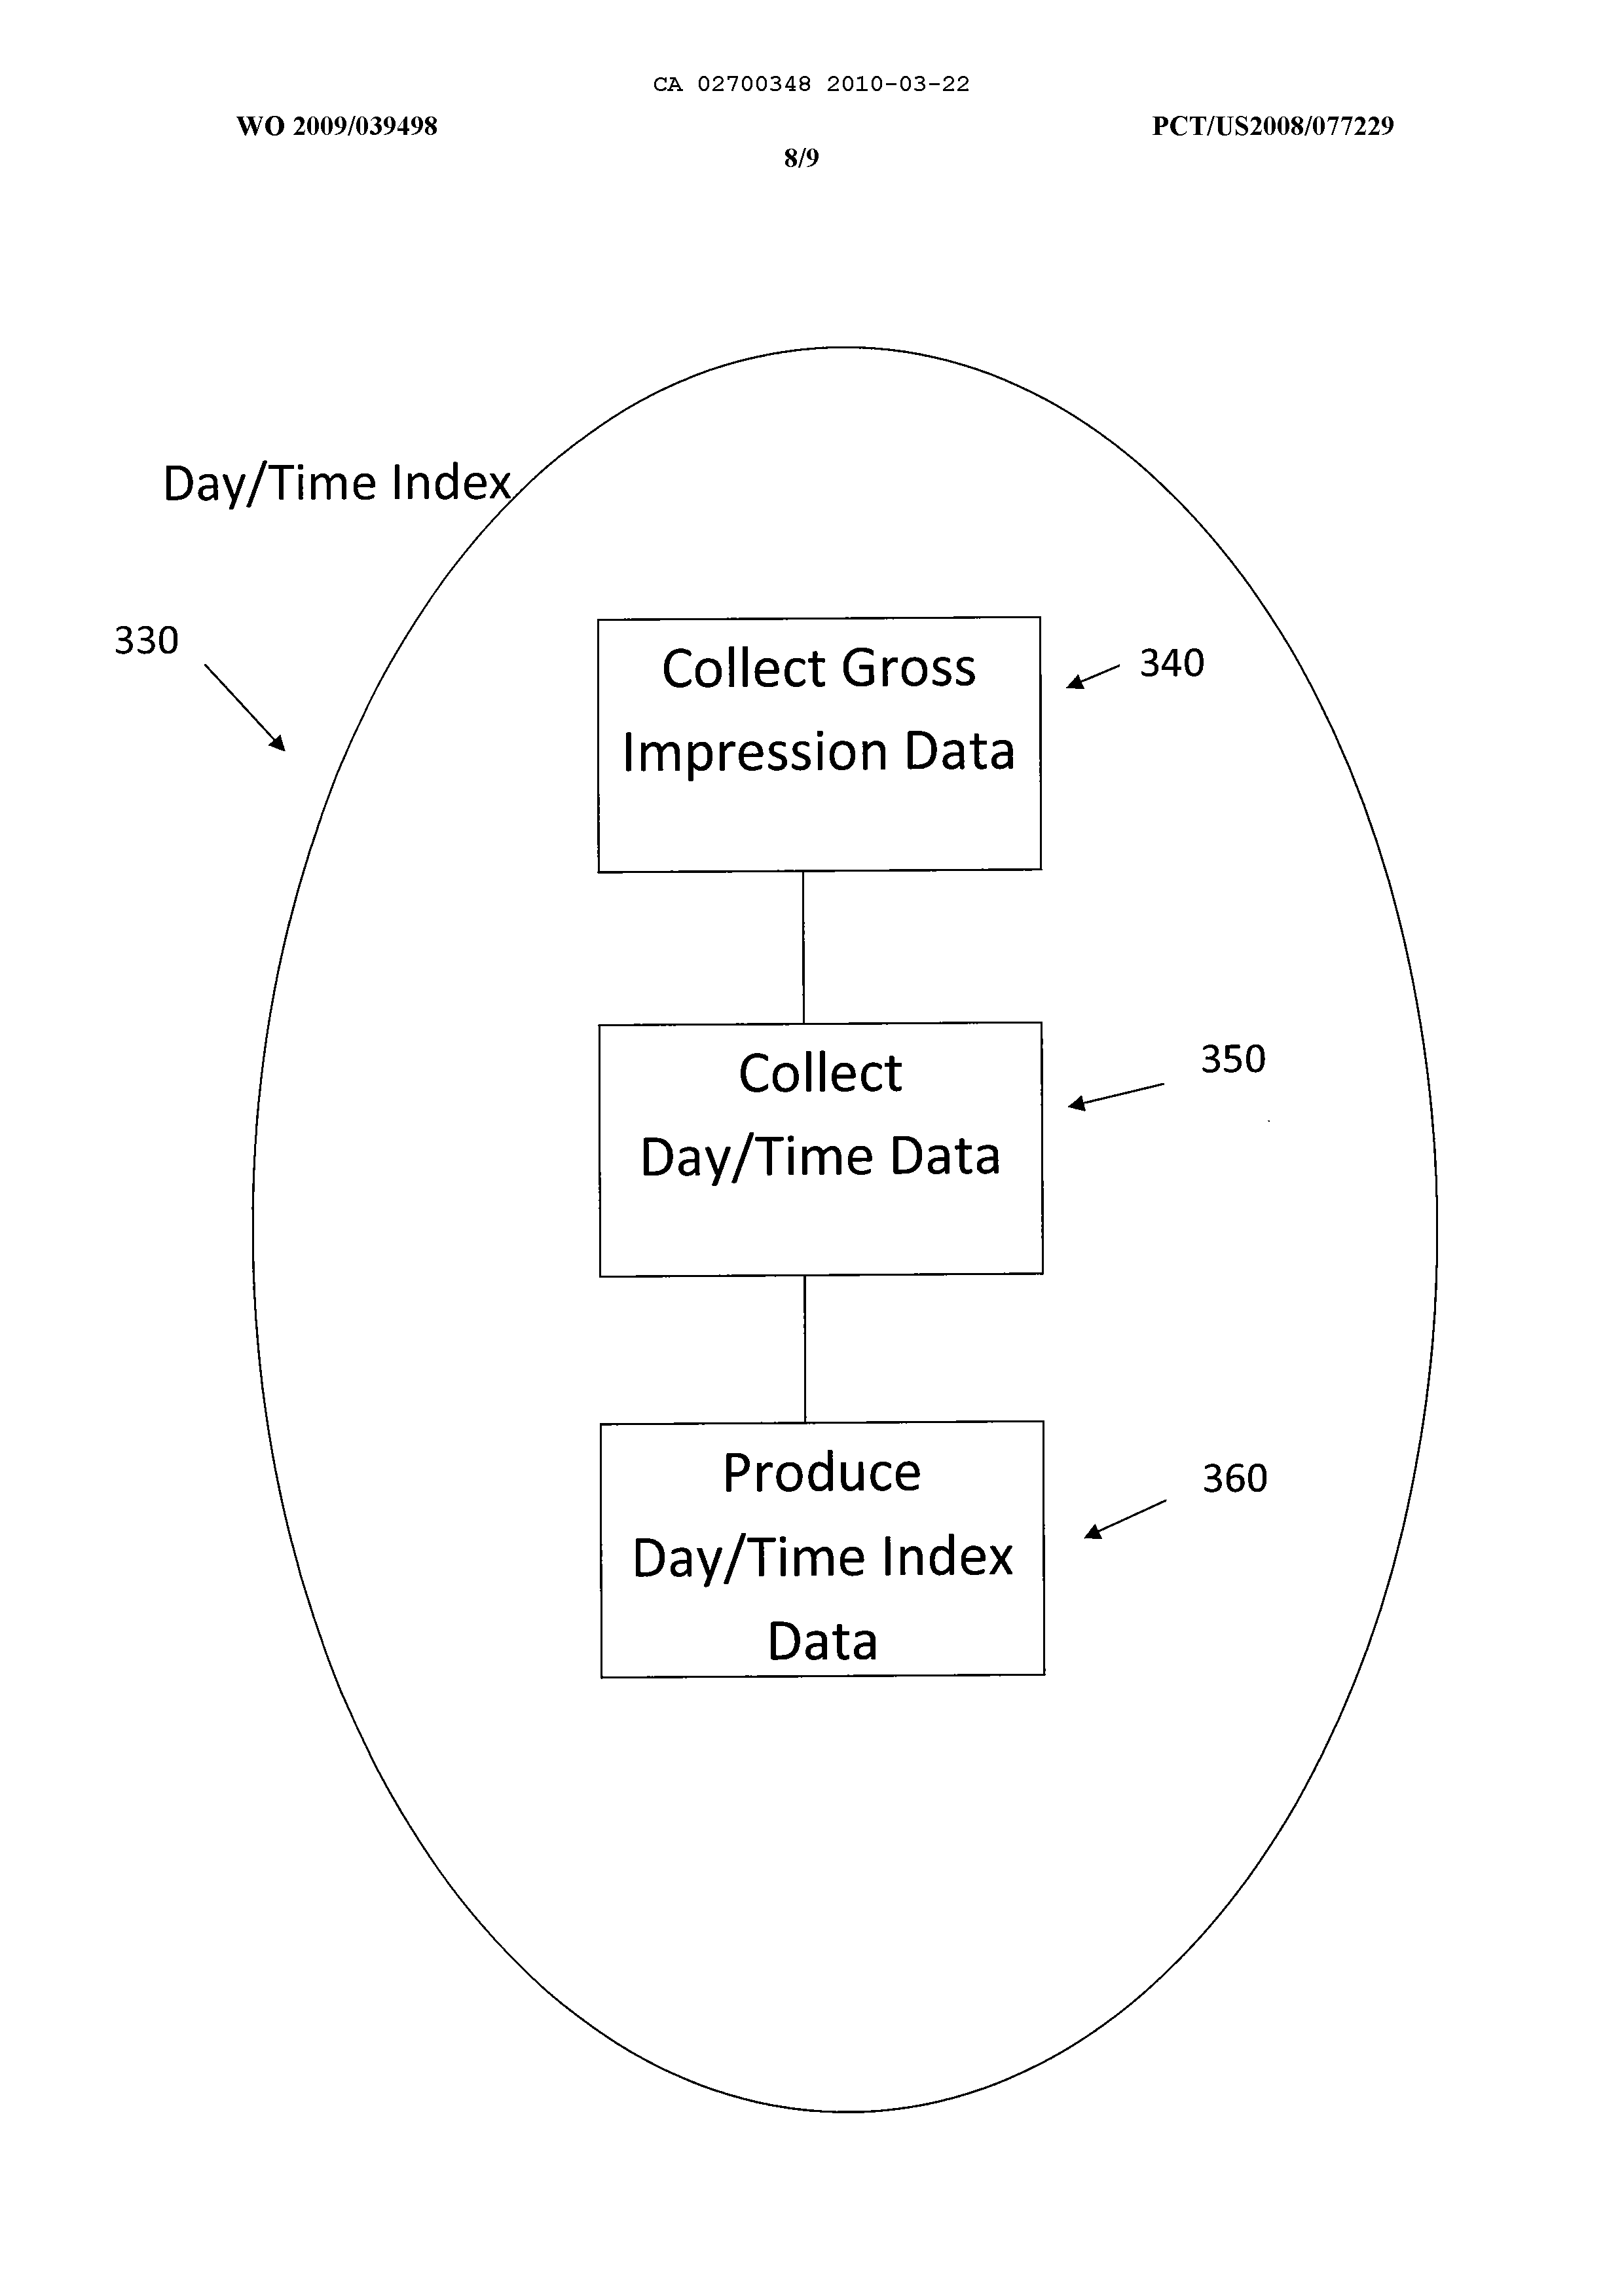 CA 02700348 2010-03-22
WO 2009/039498
PCT/US2008/077229
8/9
Day/Time Index
330
Collect Gross
Impression Data
340
Collect
Day/Time Data
350
Produce
Day/Time Index
Data
360